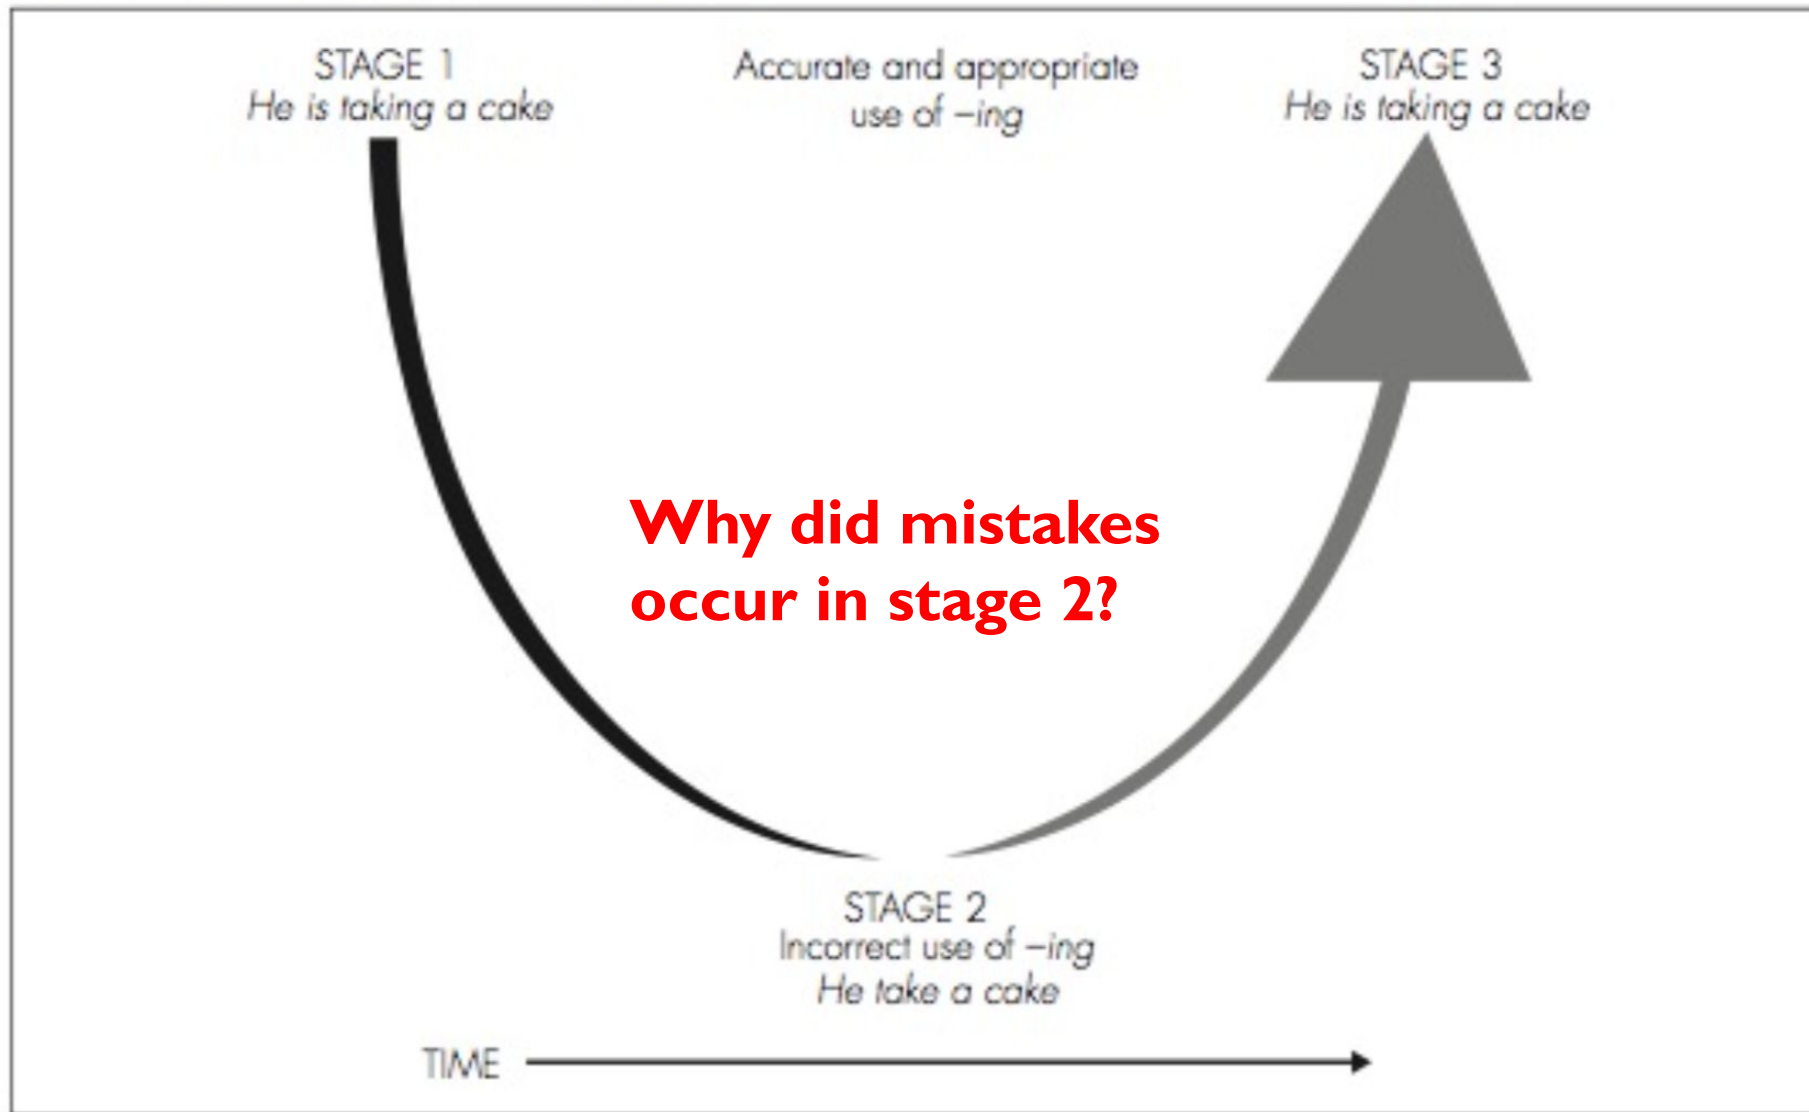 STAGE 1
He is taking a cake
Accurate and appropriate
use of –ing
STAGE 3
He is taking a cake
Why did mistakes
occur in stage 2?
STAGE 2
Incorrect use of –ing
He take a cake
TIME